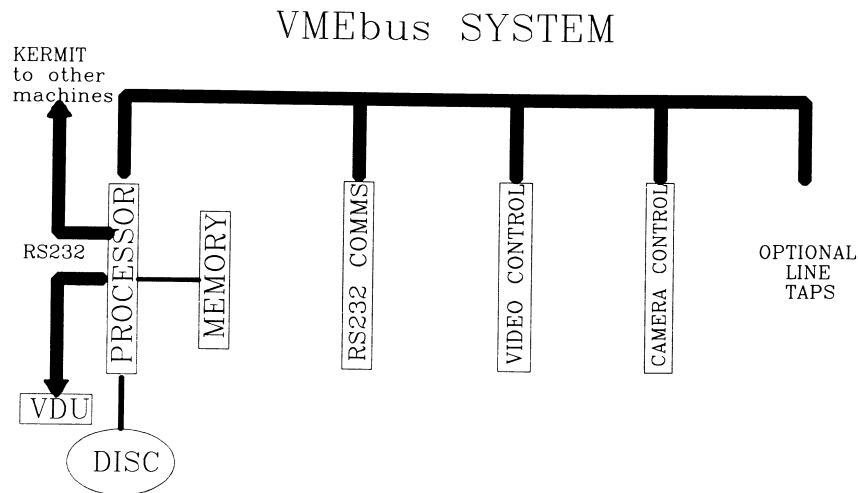 VMEbus SYSTEM
KERMIT
to other
machines
RS232
PROCESSOR
MEMORY
RS232 COMMS
VIDEO CONTROL
CAMERA CONTROL
OPTIONAL
LINE
TAPS
VDU
DISC